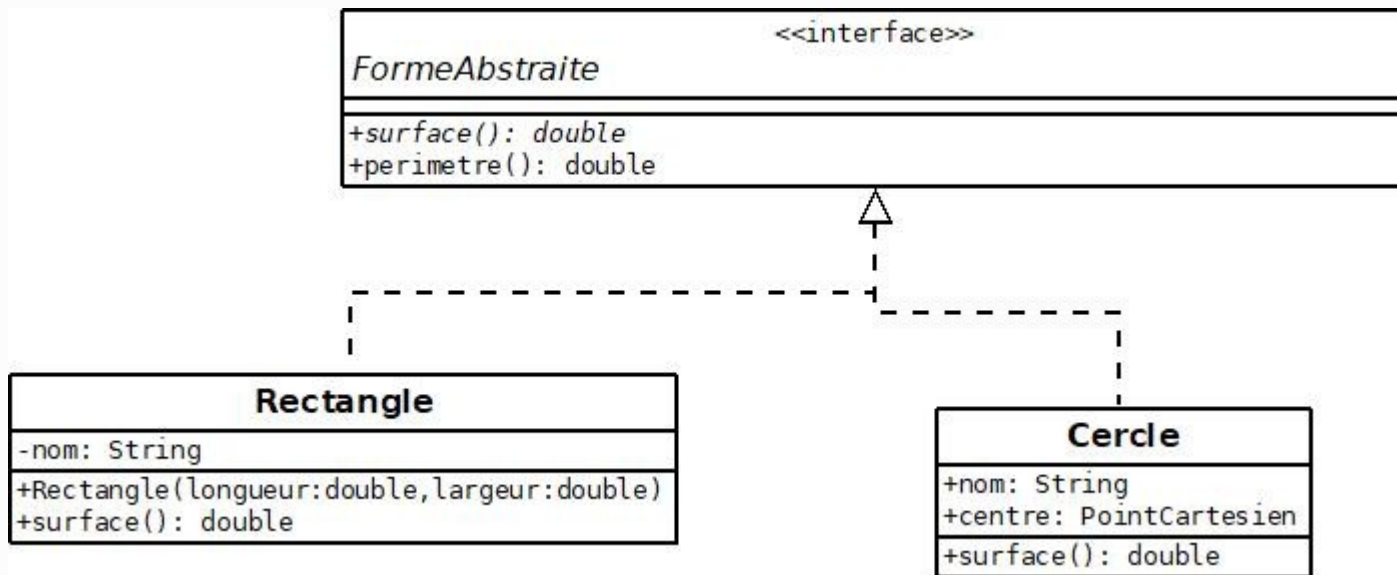 <<interface>>
FormeAbstraite
+surface(): double
+perimetre(): double
Rectangle
-nom: String
+Rectangle(longueur:double,largeur:double)
+surface(): double
Cercle
+nom: String
+centre: PointCartesien
+surface(): double